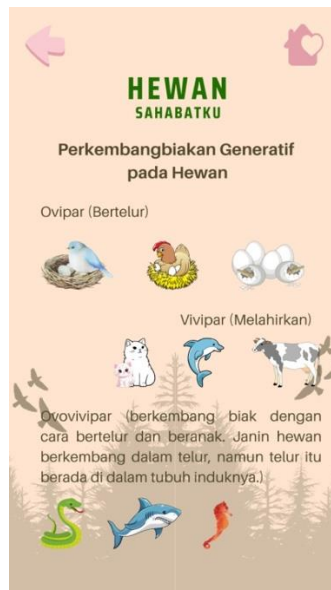 HEWAN
SAHABATKU
Perkembangbiakan Generatif
pada Hewan
Ovipar (Bertelur)
Vivipar (Melahirkan)
Ovovivipar (berkembang biak dengan
cara bertelur dan beranak. Janin hewan
berkembang dalam telur, namun telur itu
berada di dalam tubuh induknya.)